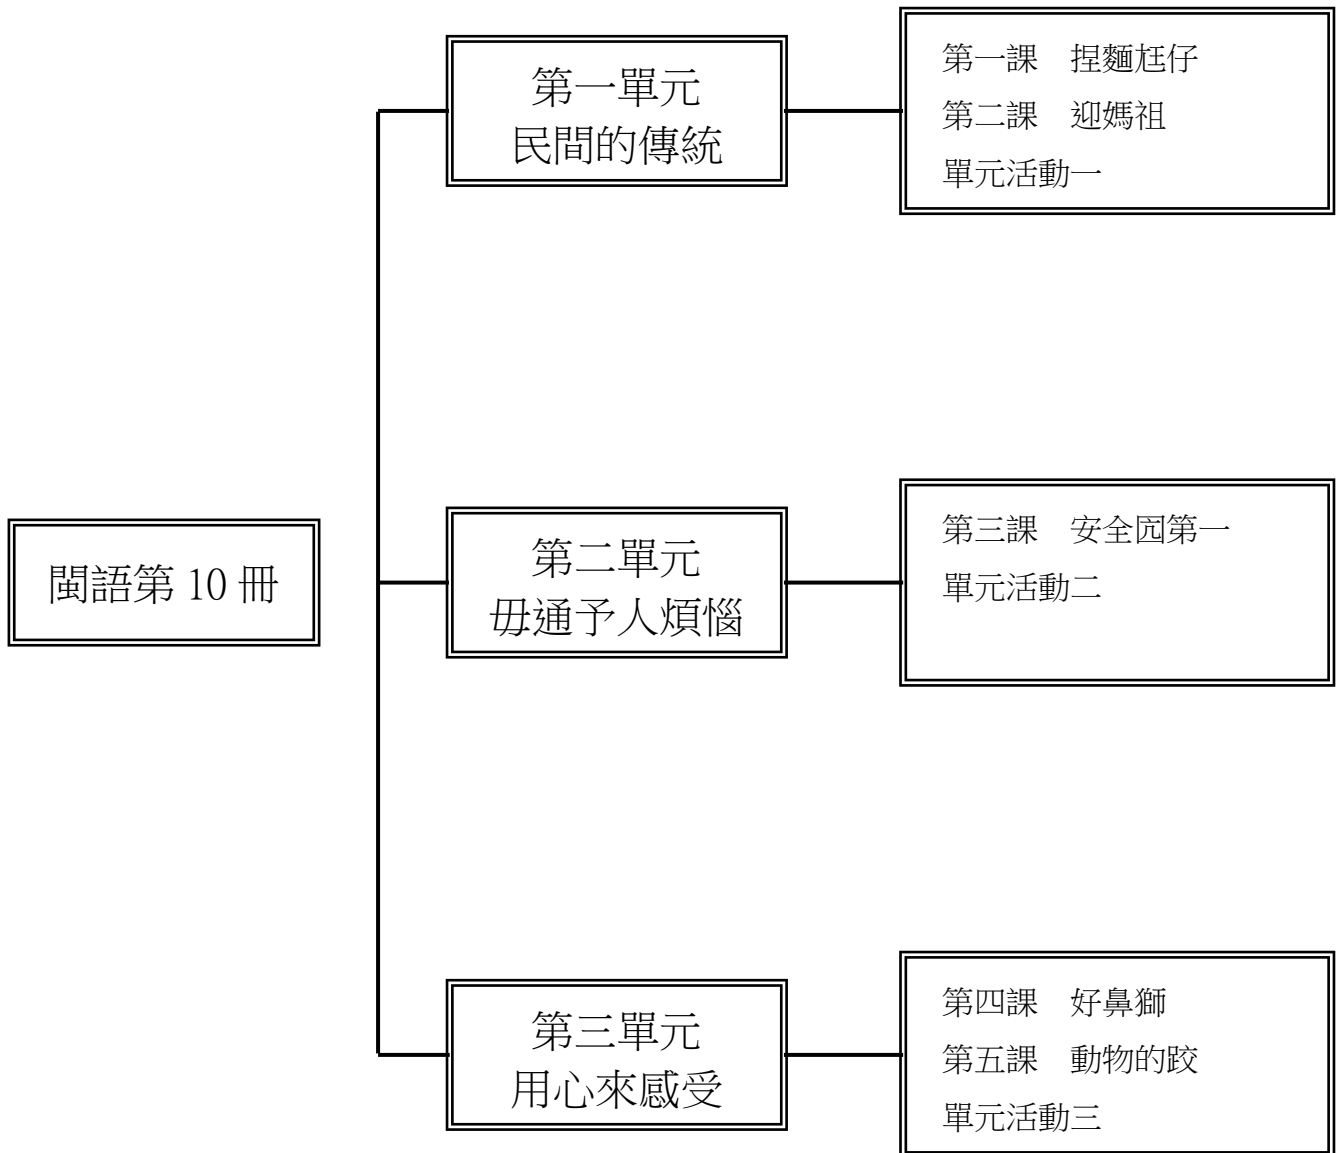 閩語第 10 冊
第一單元
民間的傳統
第一課　捏麵尪仔
第二課　迎媽祖
單元活動一
第二單元
毋通予人煩惱
第三課　安全囥第一
單元活動二
第三單元
用心來感受
第四課　好鼻獅
第五課　動物的跤
單元活動三